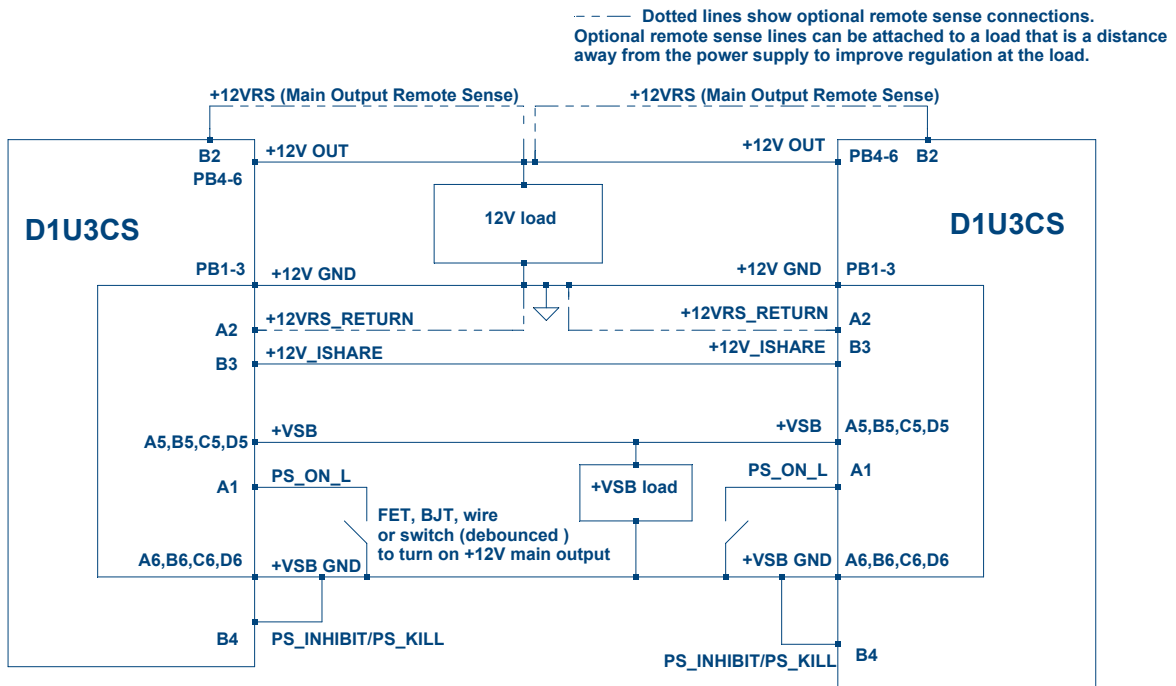 Dotted lines show optional remote sense connections.
Optional remote sense lines can be attached to a load that is a distance
away from the power supply to improve regulation at the load.
+12VRS (Main Output Remote Sense)
+12VRS (Main Output Remote Sense)
B2
+12V OUT
+12V OUT
PB4-6
B2
PB4-6
D1U3CS
12V load
D1U3CS
PB1-3
+12V GND
+12V GND
PB1-3
A2
+12VRS_RETURN
+12VRS_RETURN
A2
B3
+12V_ISHARE
+12V_ISHARE
B3
A5,B5,C5,D5
+VSB
+VSB
A5,B5,C5,D5
A1
PS_ON_L
+VSB load
PS_ON_L
A1
FET, BJT, wire
or switch (debounced )
to turn on +12V main output
A6,B6,C6,D6
+VSB GND
+VSB GND
A6,B6,C6,D6
B4
PS_INHIBIT/PS_KILL
PS_INHIBIT/PS_KILL
B4